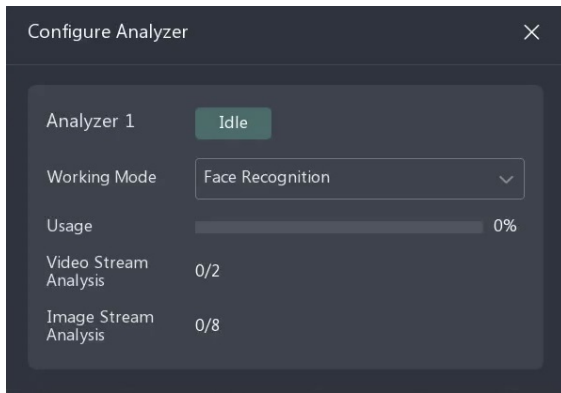 Configure Analyzer
Analyzer 1 Idle
Working Mode Face Recognition
Usage 0%
Video Stream
Analysis 0/2
Image Stream
Analysis 0/8